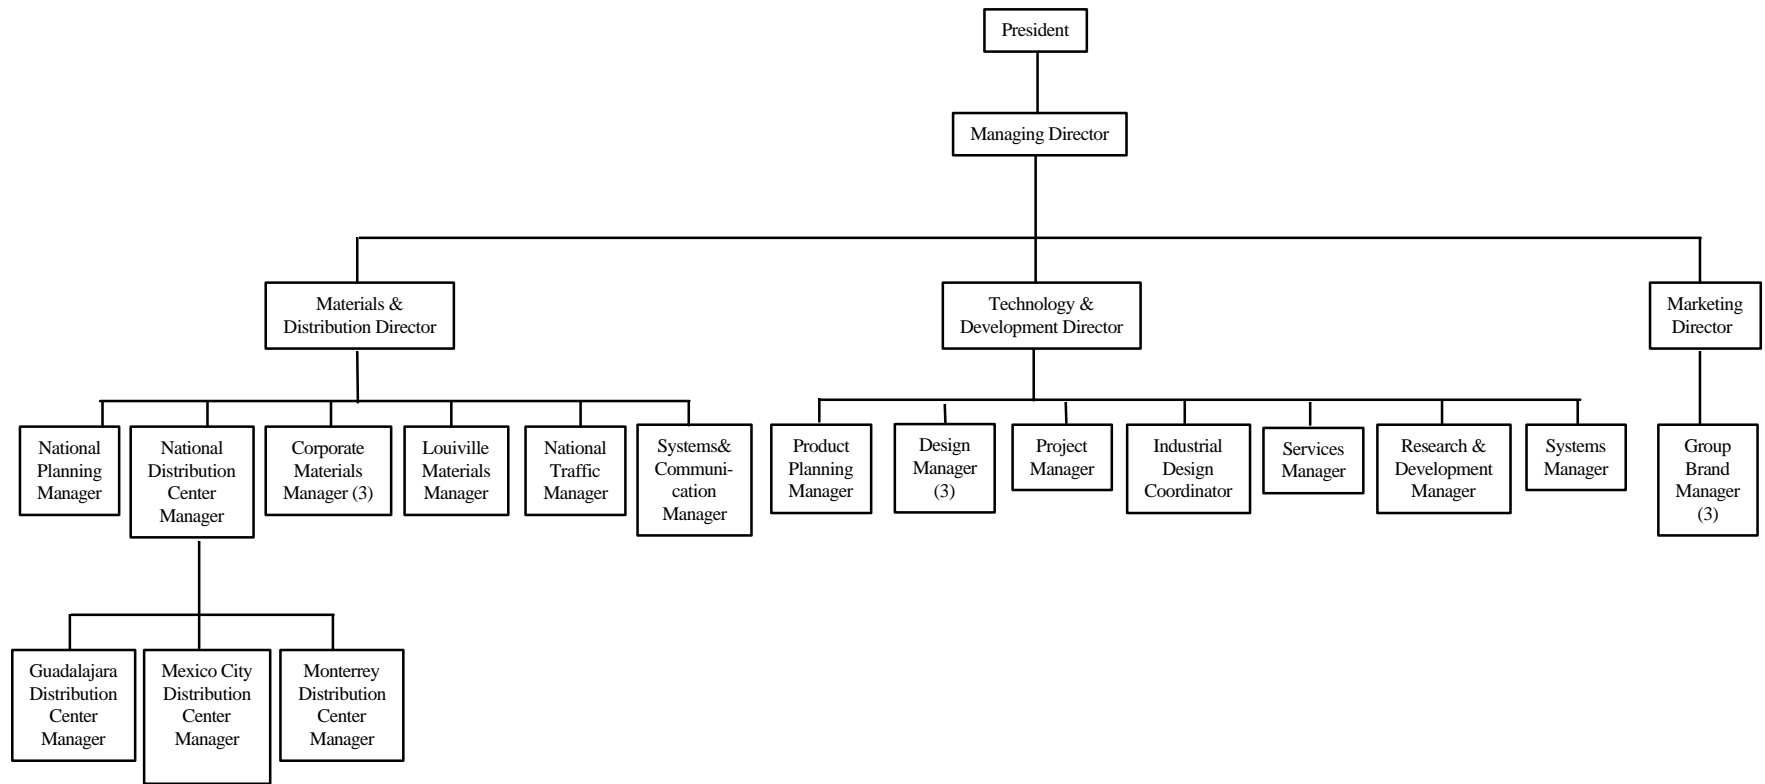 President
Managing Director
Materials &
Distribution Director
Technology &
Development Director
Marketing
Director
National
Planning
Manager
National
Distribution
Center
Manager
Corporate
Materials
Manager (3)
Louiville
Materials
Manager
National
Traffic
Manager
Systems&
Communi-
cation
Manager
Product
Planning
Manager
Design
Manager
(3)
Project
Manager
Industrial
Design
Coordinator
Services
Manager
Research &
Development
Manager
Systems
Manager
Group
Brand
Manager
(3)
Guadalajara
Distribution
Center
Manager
Mexico City
Distribution
Center
Manager
Monterrey
Distribution
Center
Manager